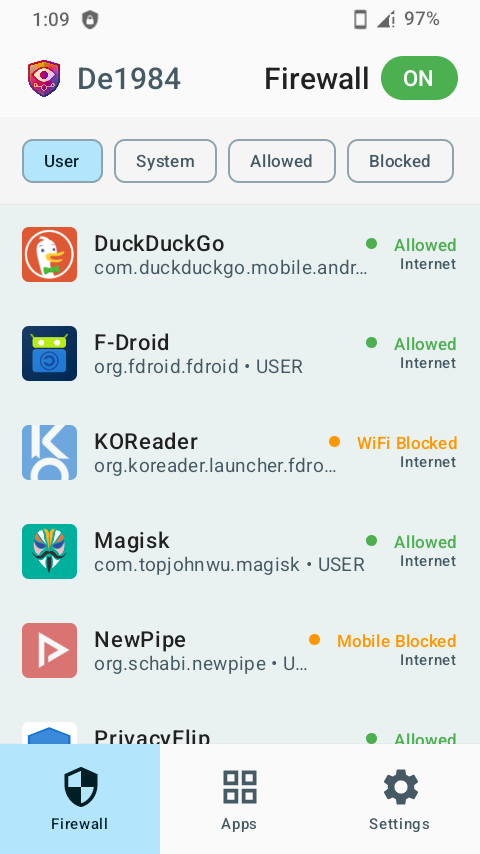 1:09 97%
De1984 Firewall ON
User System Allowed Blocked
DuckDuckGo Allowed
com.duckduckgo.mobile.andr... Internet
F-Droid Allowed
org.fdroid.fdroid • USER Internet
KOReader WiFi Blocked
org.koreader.launcher.fdro... Internet
Magisk Allowed
com.topjohnwu.magisk • USER Internet
NewPipe Mobile Blocked
org.schabi.newpipe • U... Internet
PrivacyFlip Allowed
Firewall Apps Settings